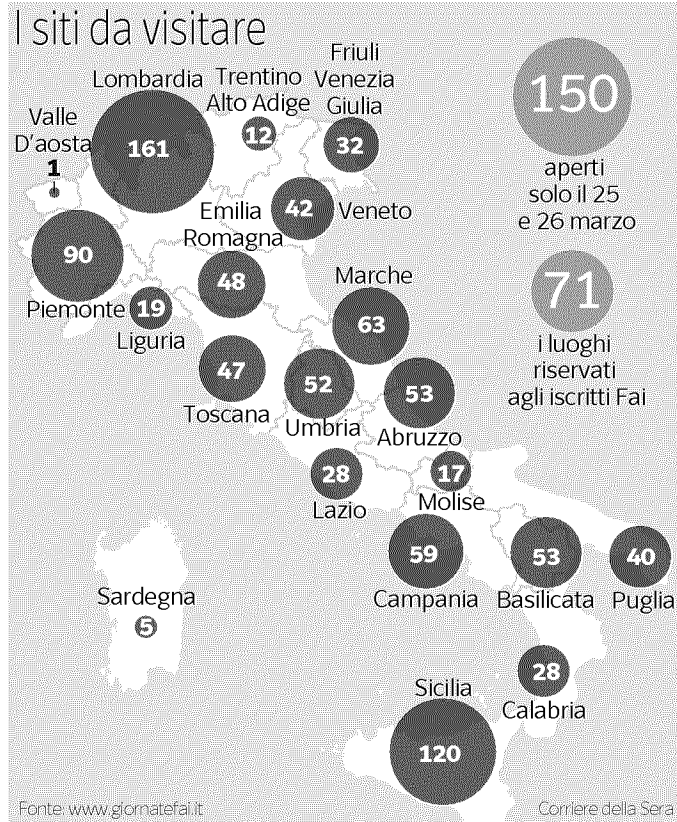 I siti da visitare
Lombardia
161
Trentino
Alto Adige
12
Friuli
Venezia
Giulia
32
150
aperti
solo il 25
e 26 marzo
Valle
D'aosta
1
42
Veneto
Emilia
Romagna
48
90
Piemonte
19
Liguria
Marche
63
71
i luoghi
riservati
agli iscritti Fai
47
Toscana
52
Umbria
53
Abruzzo
28
Lazio
17
Molise
59
Campania
53
Basilicata
40
Puglia
Sardegna
5
28
Calabria
Sicilia
120
Fonte: www.giornatefai.it
Corriere della Sera